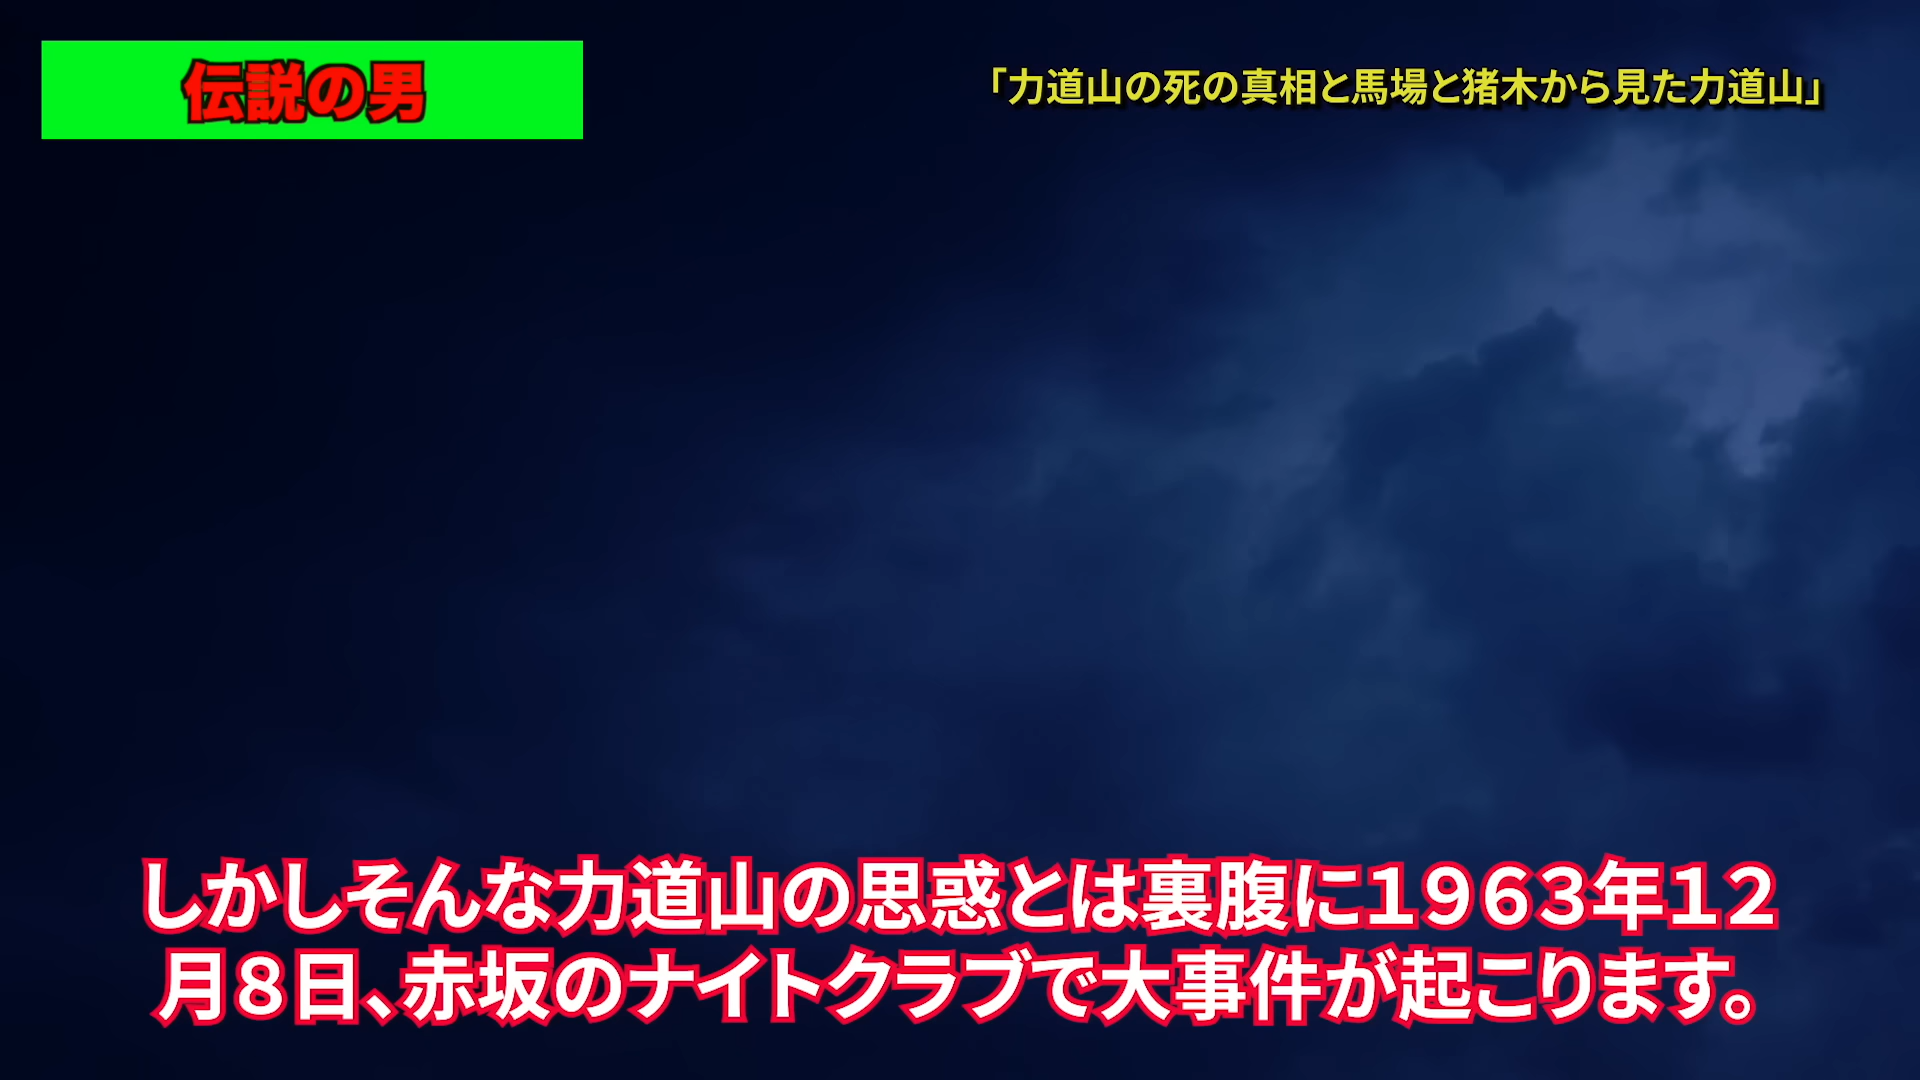 伝説の男
「力道山の死の真相と馬場と猪木から見た力道山」
しかしそんな力道山の思惑とは裏腹に１９６３年１２
月８日、赤坂のナイトクラブで大事件が起こります。